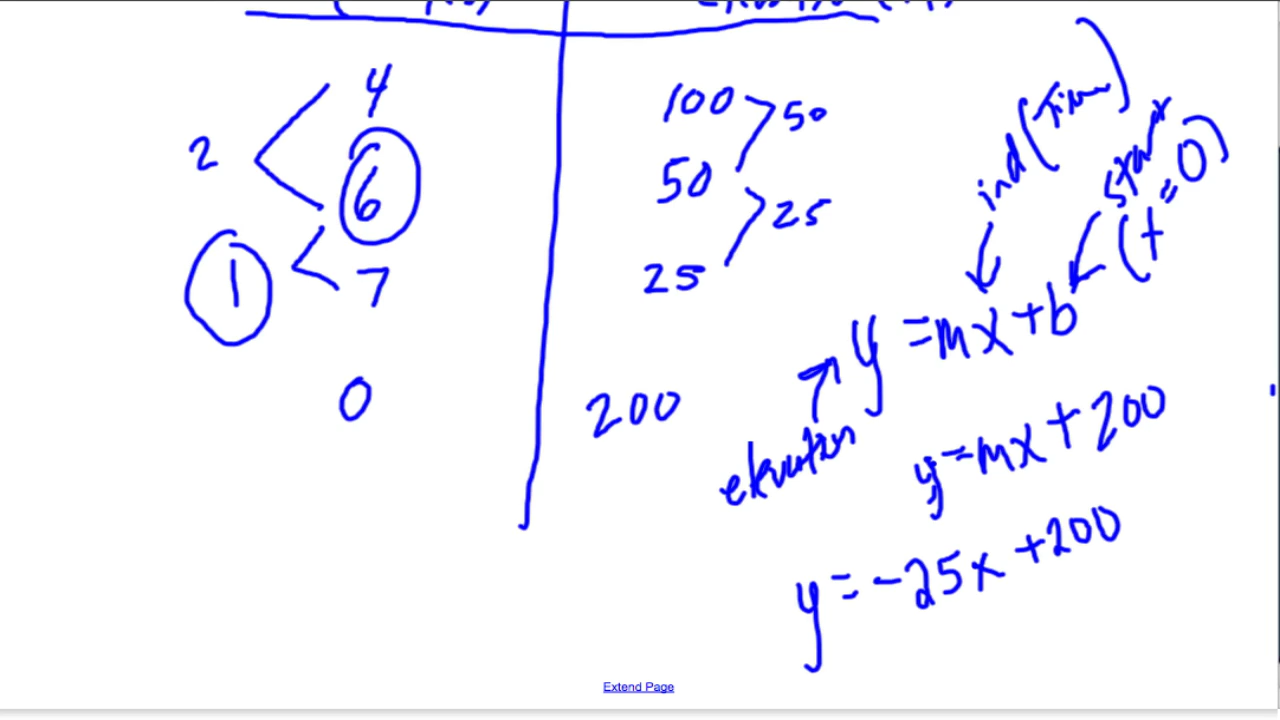 4 100 50
2 6 50 25
1 7 25
0 200
ind(Time)
start
(t=0)
y=mx+b
elevation
y=mx+200
y=-25x+200
Extend Page